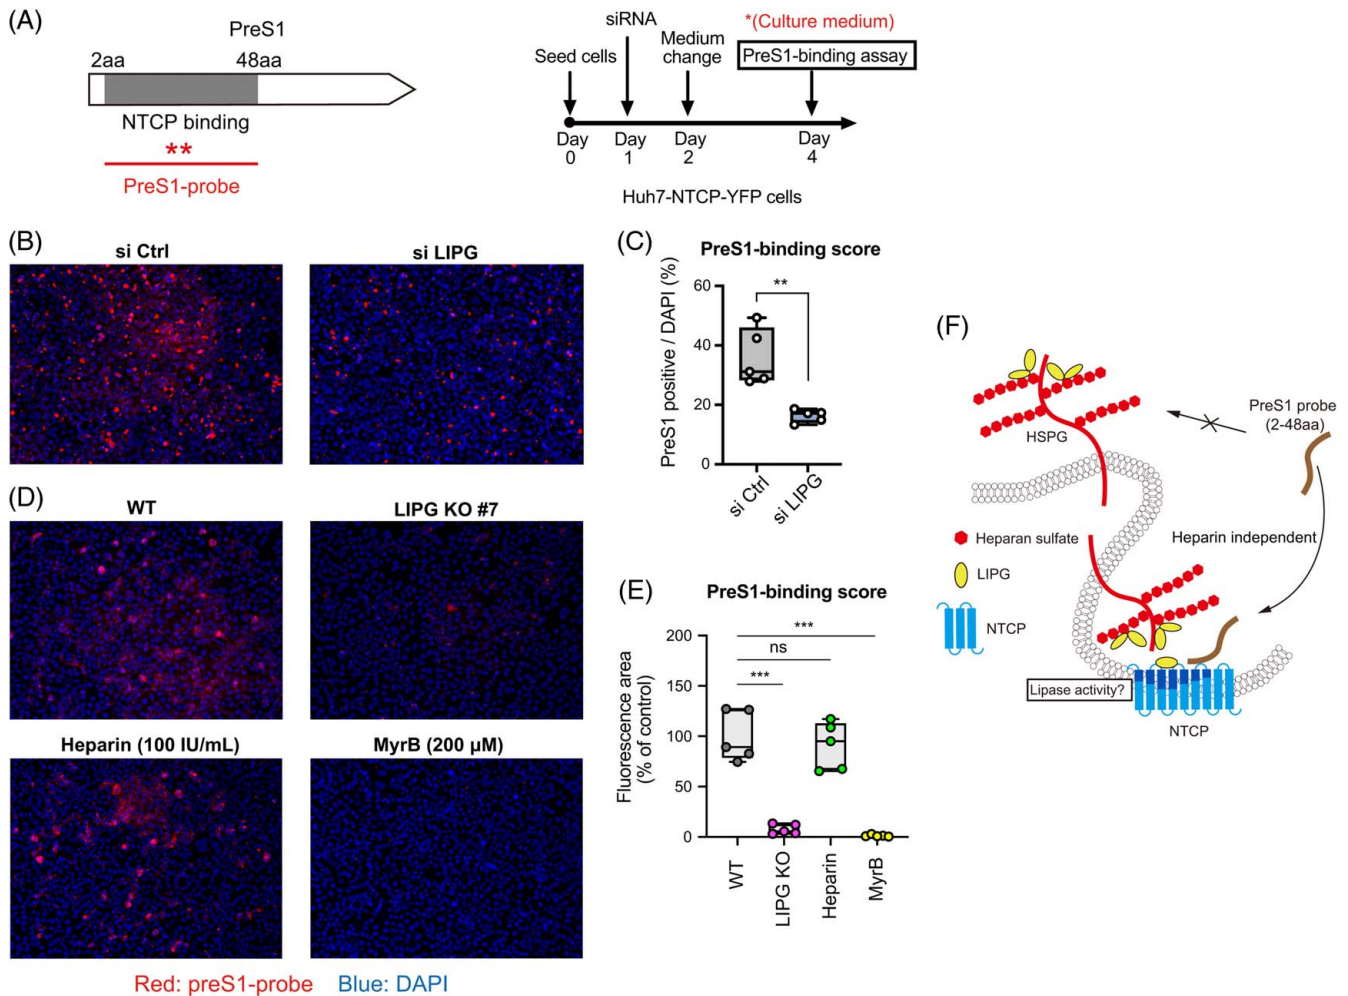 (A)
PreS1
2aa 48aa
NTCP binding
**
PreS1-probe
siRNA
*(Culture medium)
Seed cells
Medium
change
PreS1-binding assay
Day
0
Day
1
Day
2
Day
4
Huh7-NTCP-YFP cells
(B)
si Ctrl
si LIPG
(C)
PreS1-binding score
PreS1 positive / DAPI (%)
60
40
20
0
**
si Ctrl
si LIPG
(D)
WT
LIPG KO #7
Heparin (100 IU/mL)
MyrB (200 µM)
Red: preS1-probe Blue: DAPI
(E)
PreS1-binding score
Fluorescence area
(% of control)
200
150
100
50
0
***
ns
***
WT
LIPG KO
Heparin
MyrB
(F)
HSPG
PreS1 probe
(2-48aa)
Heparan sulfate
LIPG
NTCP
Heparin independent
Lipase activity?
NTCP